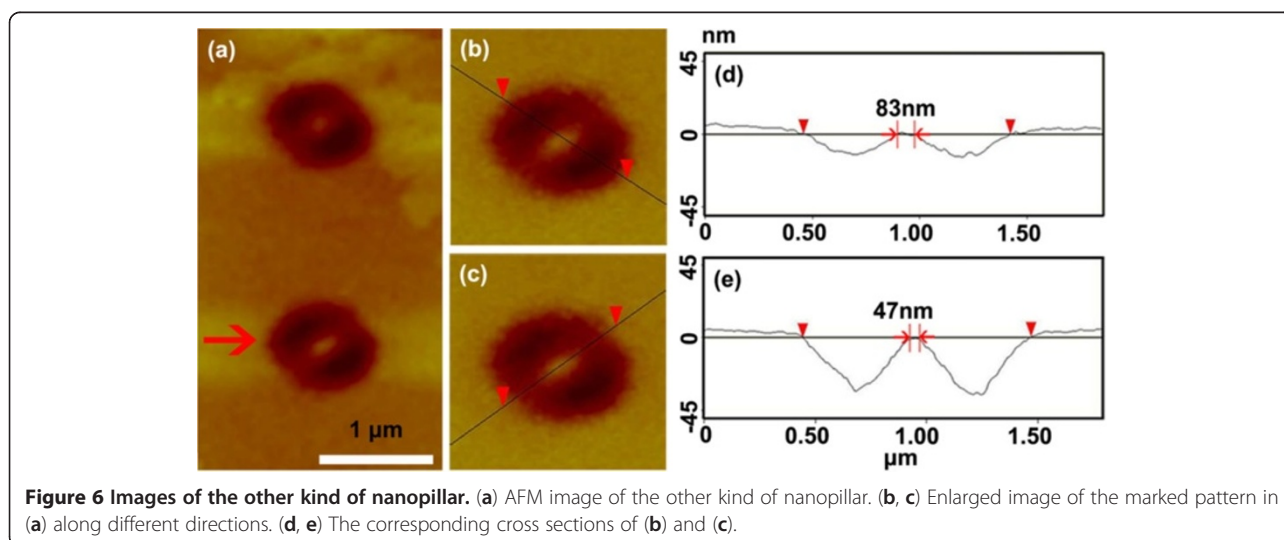 (a)
1 μm
(b)
(c)
nm
45
0
-45
(d)
83nm
0 0.50 1.00 1.50
45
0
-45
(e)
47nm
0 0.50 1.00 1.50
μm
Figure 6 Images of the other kind of nanopillar. (a) AFM image of the other kind of nanopillar. (b, c) Enlarged image of the marked pattern in
(a) along different directions. (d, e) The corresponding cross sections of (b) and (c).